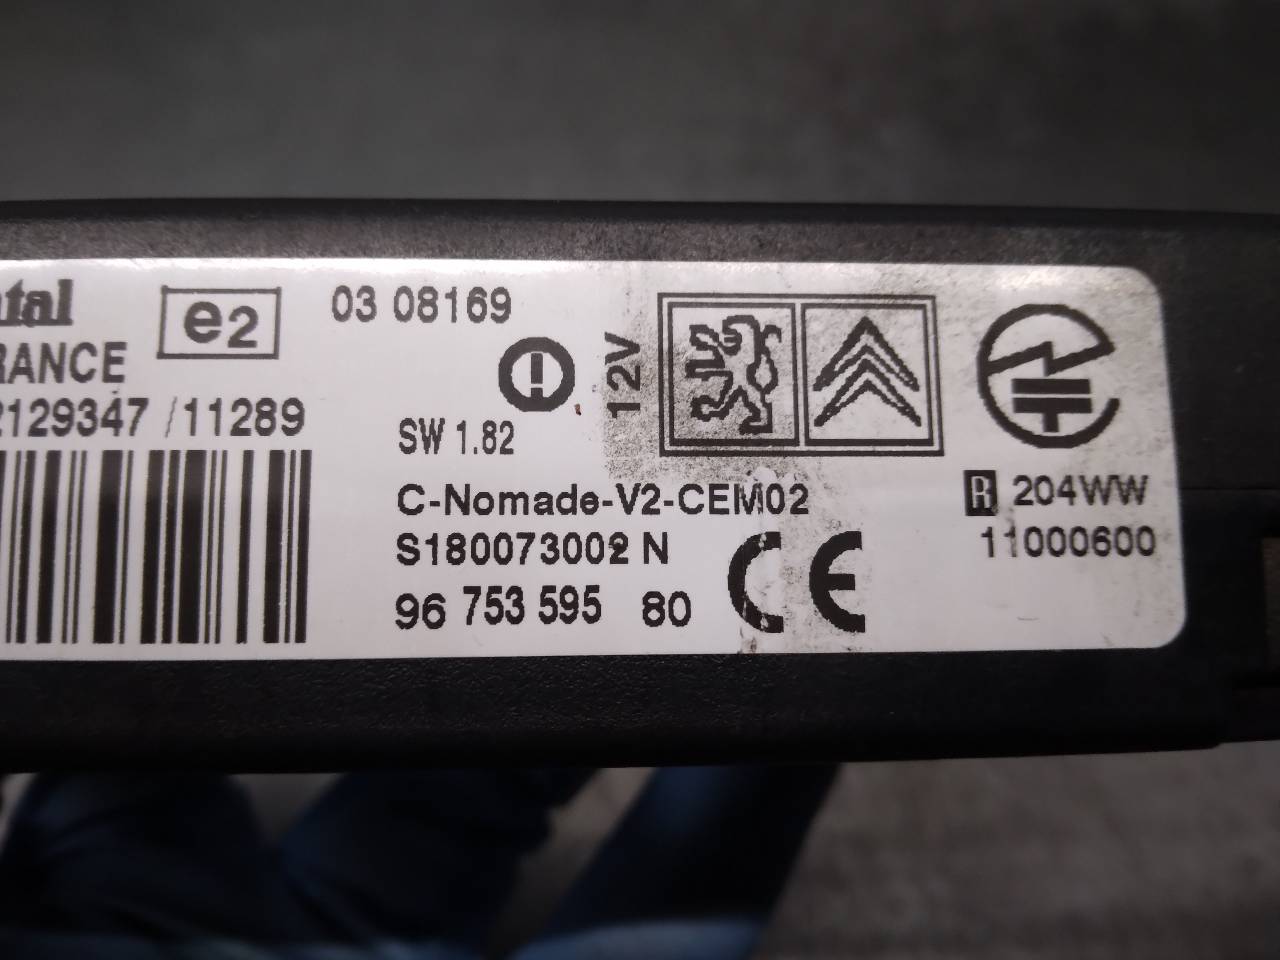 ntal
e2
03 08169
RANCE
2129347 /11289
12V
SW 1.82
C-Nomade-V2-CEM02
S180073002 N
96 753 595 80
CE
R 204WW
11000600